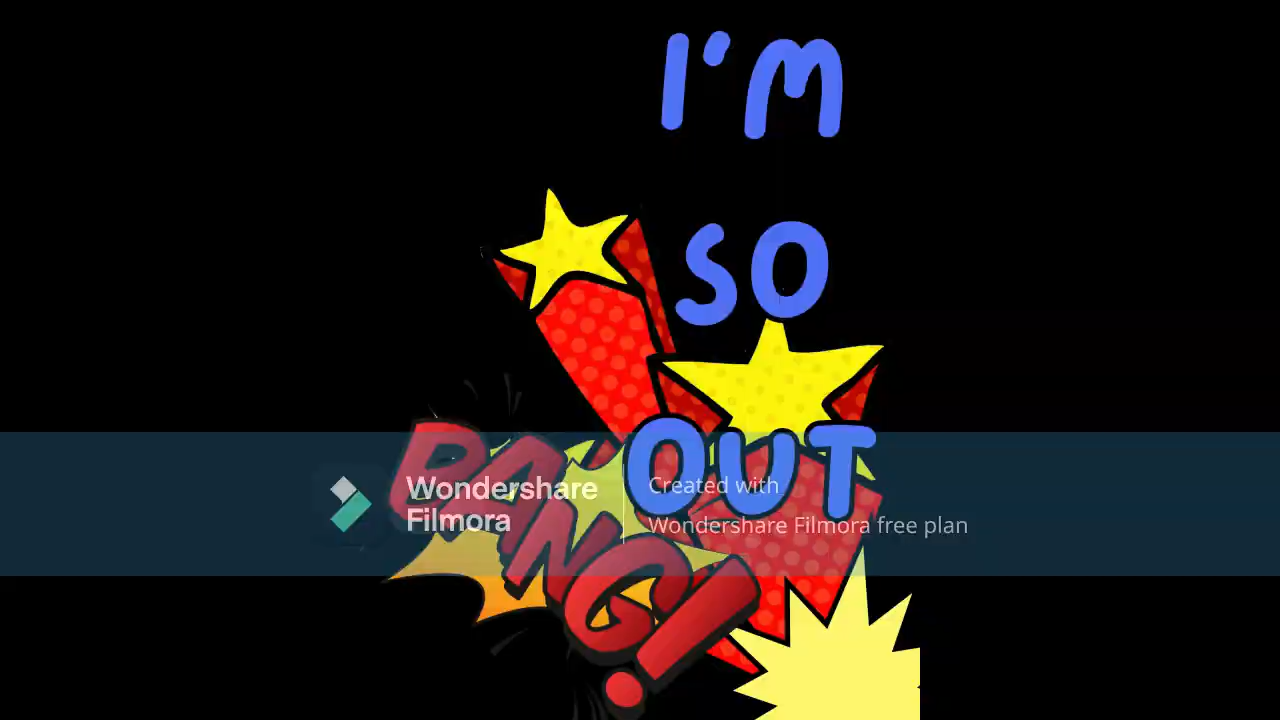 I'M
SO
OUT
BANG!
Wondershare
Filmora
Created with
Wondershare Filmora free plan